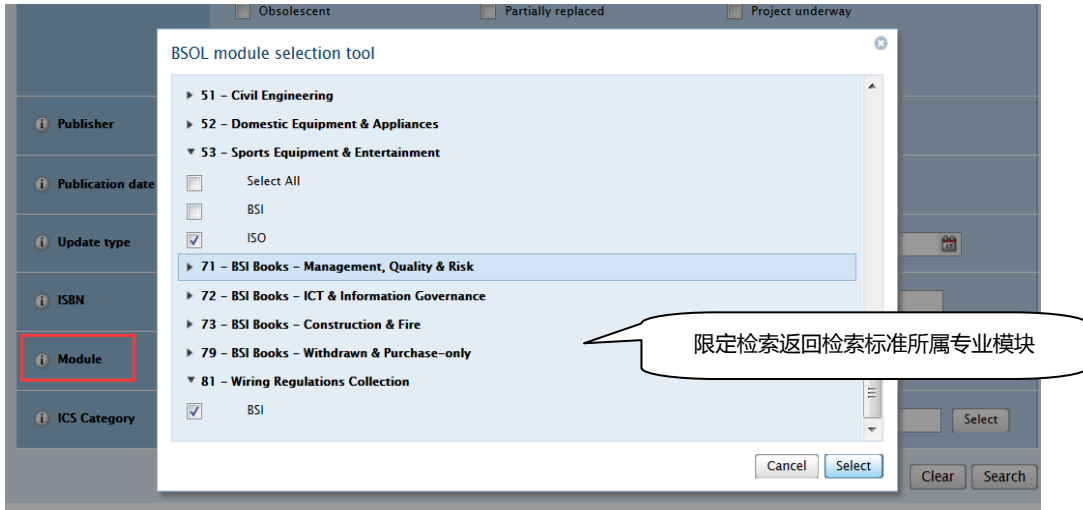 Obsolescent Partially replaced Project underway
BSOL module selection tool
51 – Civil Engineering
52 – Domestic Equipment & Appliances
53 – Sports Equipment & Entertainment
Select All
BSI
ISO
71 – BSI Books – Management, Quality & Risk
72 – BSI Books – ICT & Information Governance
73 – BSI Books – Construction & Fire
79 – BSI Books – Withdrawn & Purchase-only
81 – Wiring Regulations Collection
BSI
Cancel Select
Publisher
Publication date
Update type
ISBN
Module
ICS Category
限定检索返回检索标准所属专业模块
Select
Clear Search